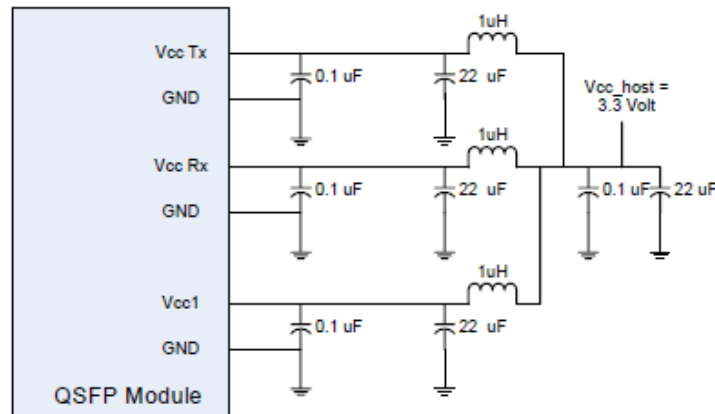 1uH
Vcc Tx
0.1 uF
22 uF
GND
Vcc_host =
3.3 Volt
1uH
Vcc Rx
0.1 uF
22 uF
0.1 uF
22 uF
GND
1uH
Vcc1
0.1 uF
22 uF
GND
QSFP Module